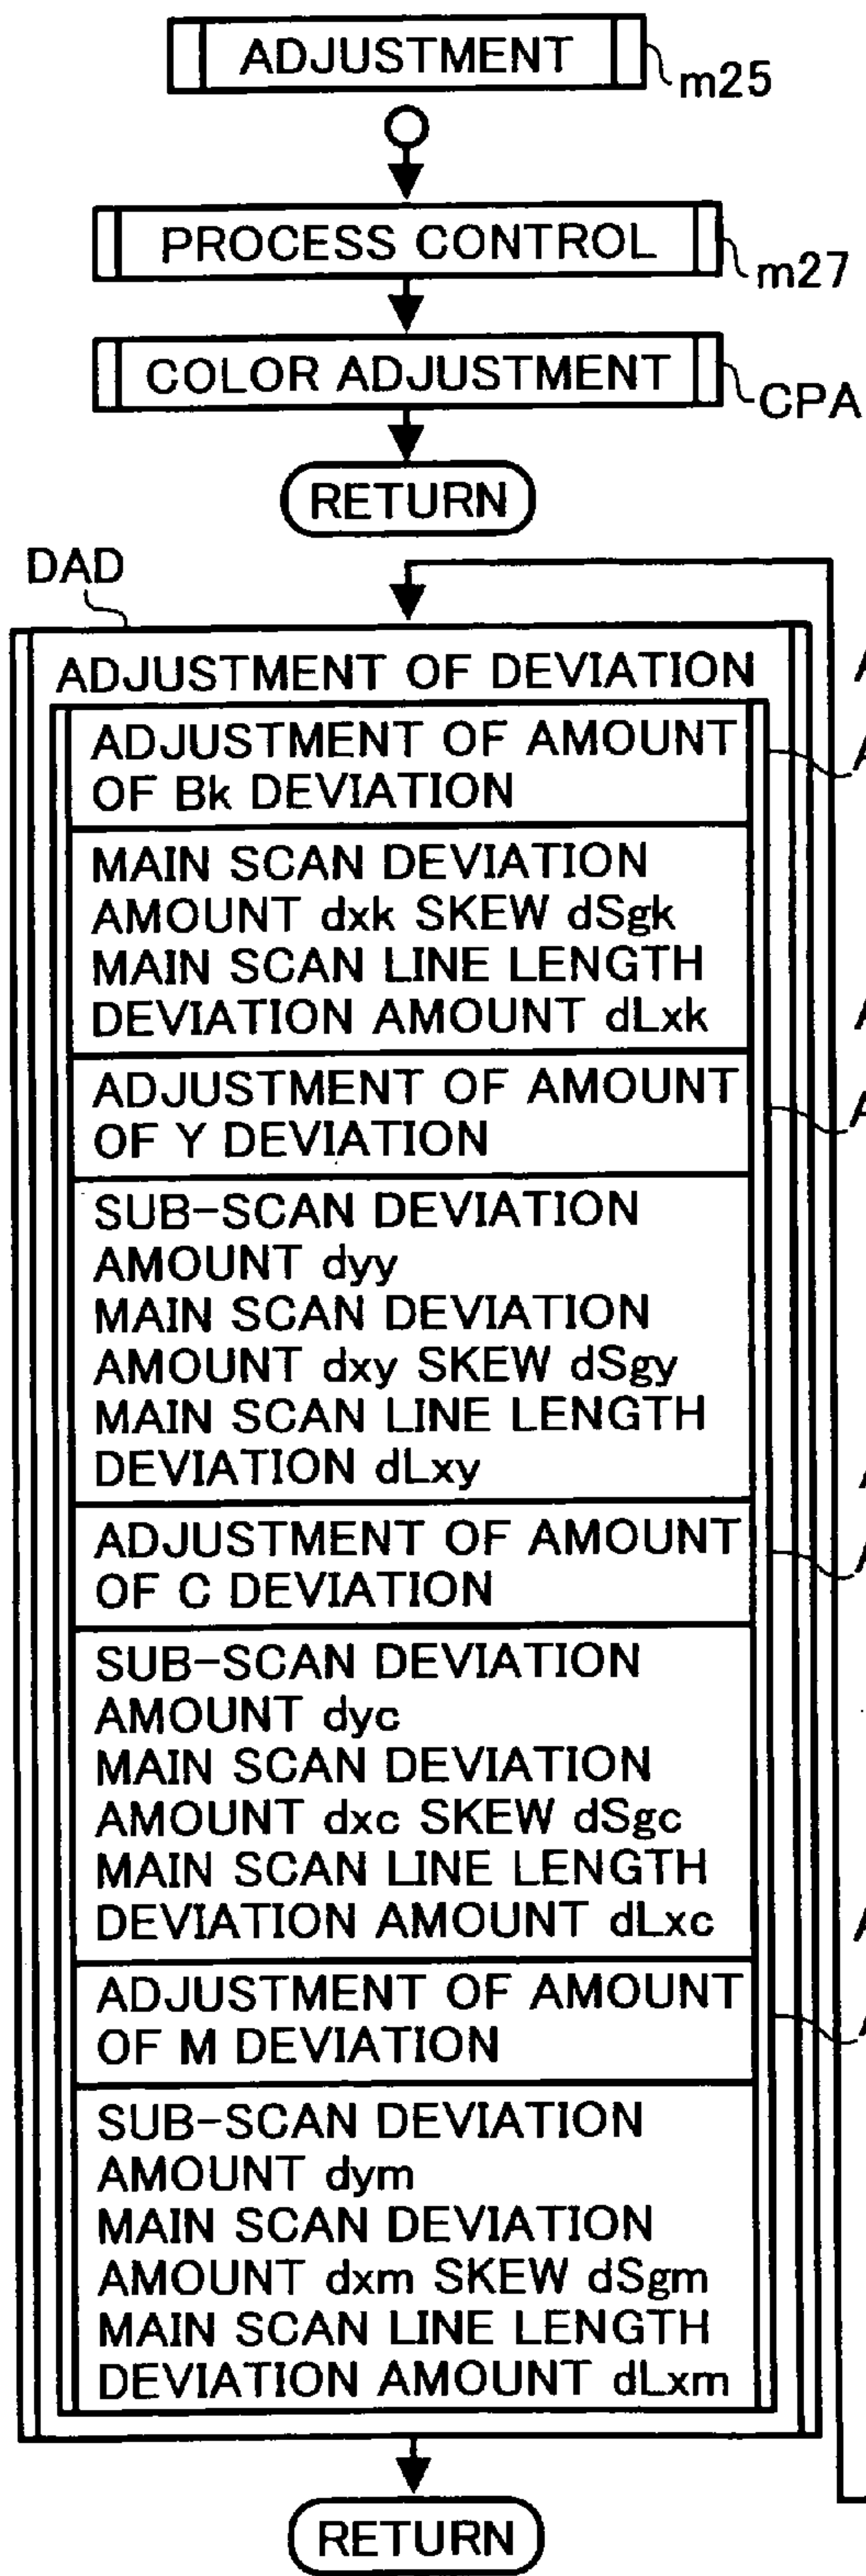 ADJUSTMENT
m25
PROCESS CONTROL
m27
COLOR ADJUSTMENT
CPA
RETURN
DAD
ADJUSTMENT OF DEVIATION
A
ADJUSTMENT OF AMOUNT
A
OF Bk DEVIATION
MAIN SCAN DEVIATION
AMOUNT dxk SKEW dSgk
MAIN SCAN LINE LENGTH
DEVIATION AMOUNT dLxk
A
ADJUSTMENT OF AMOUNT
A
OF Y DEVIATION
SUB-SCAN DEVIATION
AMOUNT dyy
MAIN SCAN DEVIATION
AMOUNT dxy SKEW dSgy
MAIN SCAN LINE LENGTH
DEVIATION dLxy
A
ADJUSTMENT OF AMOUNT
A
OF C DEVIATION
SUB-SCAN DEVIATION
AMOUNT dyc
MAIN SCAN DEVIATION
AMOUNT dxc SKEW dSgc
MAIN SCAN LINE LENGTH
DEVIATION AMOUNT dLxc
A
ADJUSTMENT OF AMOUNT
A
OF M DEVIATION
SUB-SCAN DEVIATION
AMOUNT dym
MAIN SCAN DEVIATION
AMOUNT dxm SKEW dSgm
MAIN SCAN LINE LENGTH
DEVIATION AMOUNT dLxm
RETURN